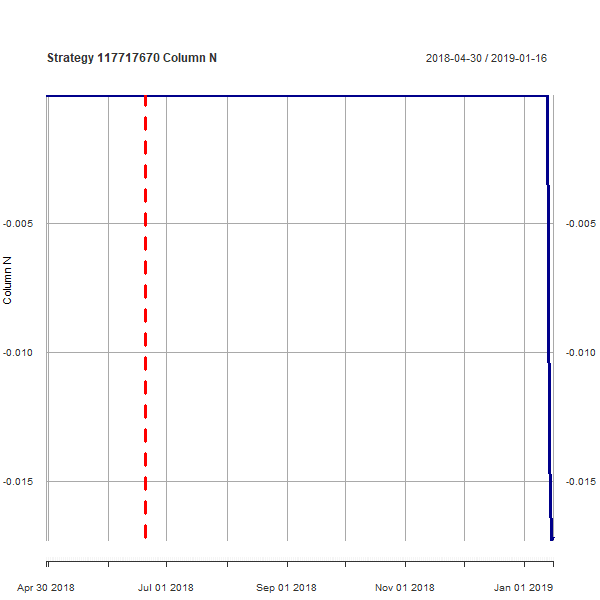 Strategy 117717670 Column N
2018-04-30 / 2019-01-16
-0.005
-0.005
Column N
-0.010
-0.010
-0.015
-0.015
Apr 30 2018
Jul 01 2018
Sep 01 2018
Nov 01 2018
Jan 01 2019